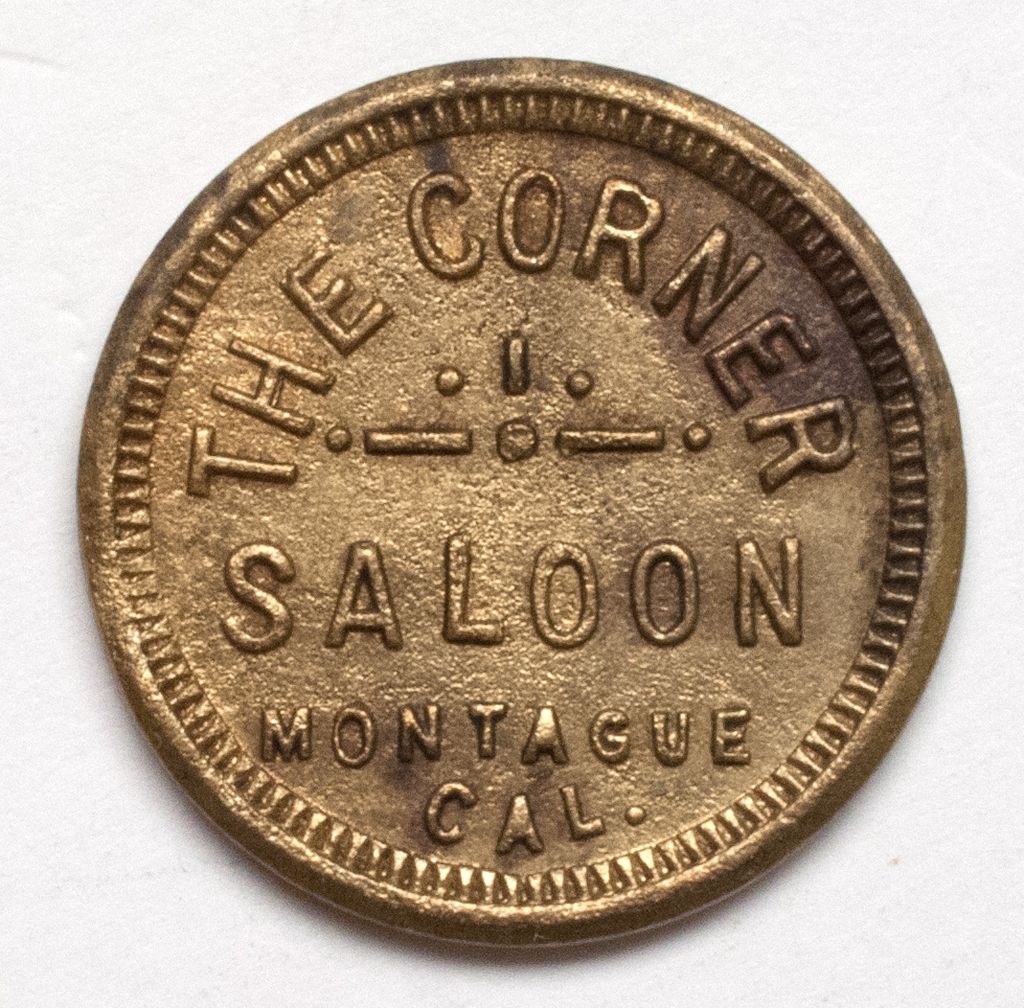 THE CORNER
SALOON
MONTAGUE
CAL.